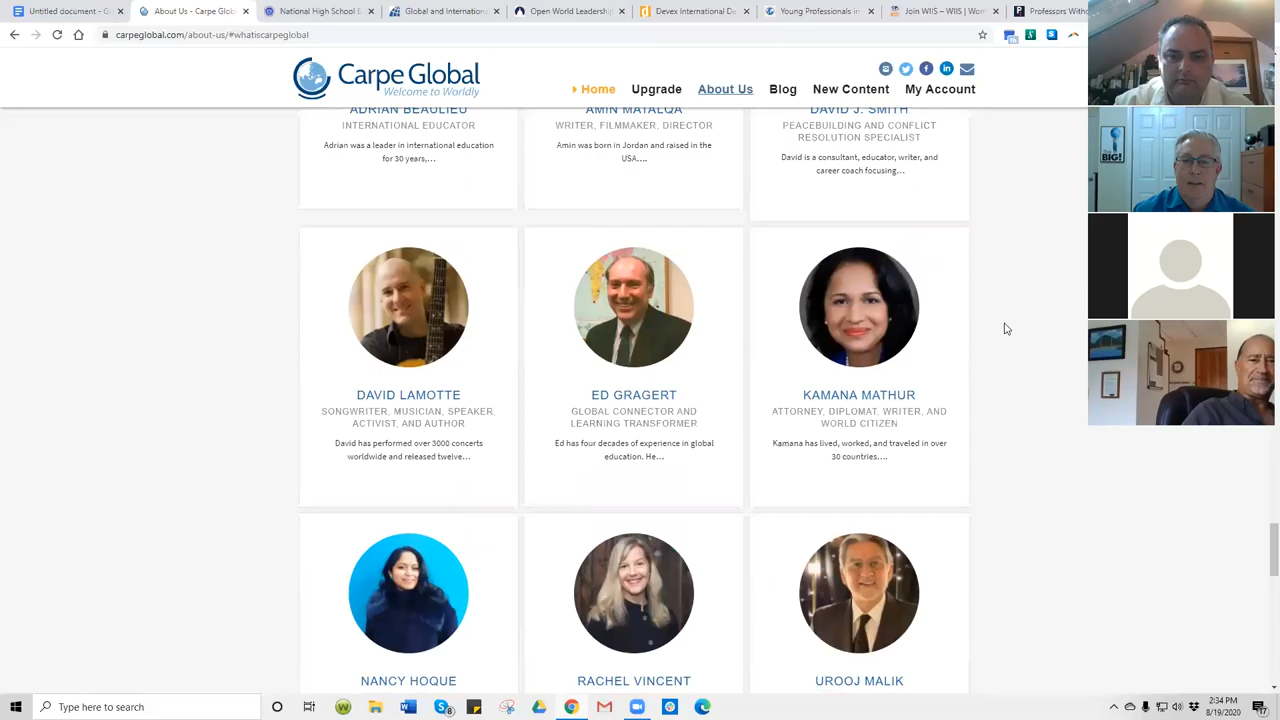 Untitled document - G
About Us - Carpe Glo
National High School E
Global and Internation
Open World Leadershi
Devex International De
Young Professionals in
Join WIIS – WIIS | Wor
Professors With
carpeglobal.com/about-us/#whatiscarpeglobal
Carpe Global
Welcome to Worldly
Home
Upgrade
About Us
Blog
New Content
My Account
ADRIAN BEAULIEU
INTERNATIONAL EDUCATOR
Adrian was a leader in international education
for 30 years,…
AMIN MATALQA
WRITER, FILMMAKER, DIRECTOR
Amin was born in Jordan and raised in the
USA.…
DAVID J. SMITH
PEACEBUILDING AND CONFLICT
RESOLUTION SPECIALIST
David is a consultant, educator, writer, and
career coach focusing…
DAVID LAMOTTE
SONGWRITER, MUSICIAN, SPEAKER,
ACTIVIST, AND AUTHOR
David has performed over 3000 concerts
worldwide and released twelve…
ED GRAGERT
GLOBAL CONNECTOR AND
LEARNING TRANSFORMER
Ed has four decades of experience in global
education. He…
KAMANA MATHUR
ATTORNEY, DIPLOMAT, WRITER, AND
WORLD CITIZEN
Kamana has lived, worked, and traveled in over
30 countries.…
NANCY HOQUE
RACHEL VINCENT
UROOJ MALIK
BIG!
Type here to search
2:34 PM
8/19/2020
17